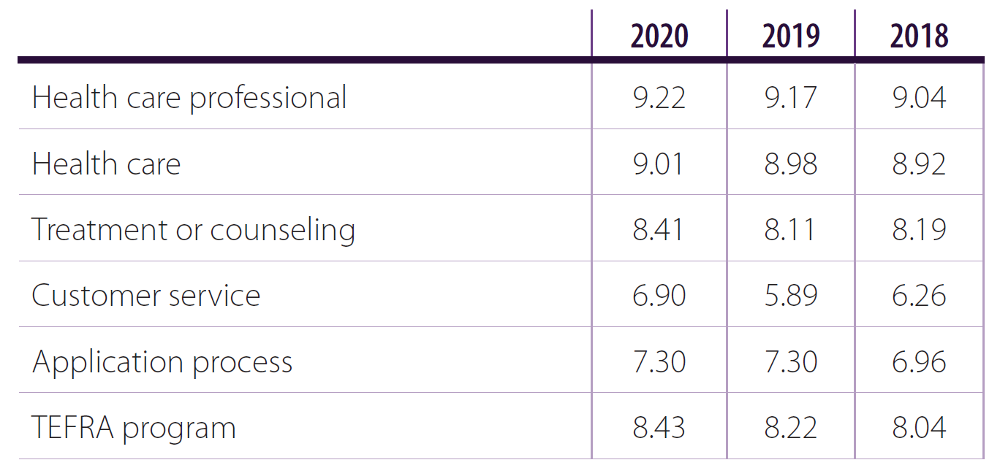 2020 2019 2018
Health care professional 9.22 9.17 9.04
Health care 9.01 8.98 8.92
Treatment or counseling 8.41 8.11 8.19
Customer service 6.90 5.89 6.26
Application process 7.30 7.30 6.96
TEFRA program 8.43 8.22 8.04